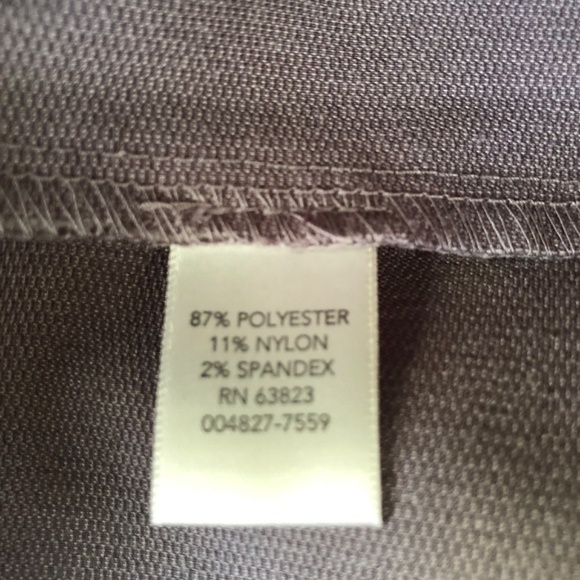 87% POLYESTER
11% NYLON
2% SPANDEX
RN 63823
004827-7559